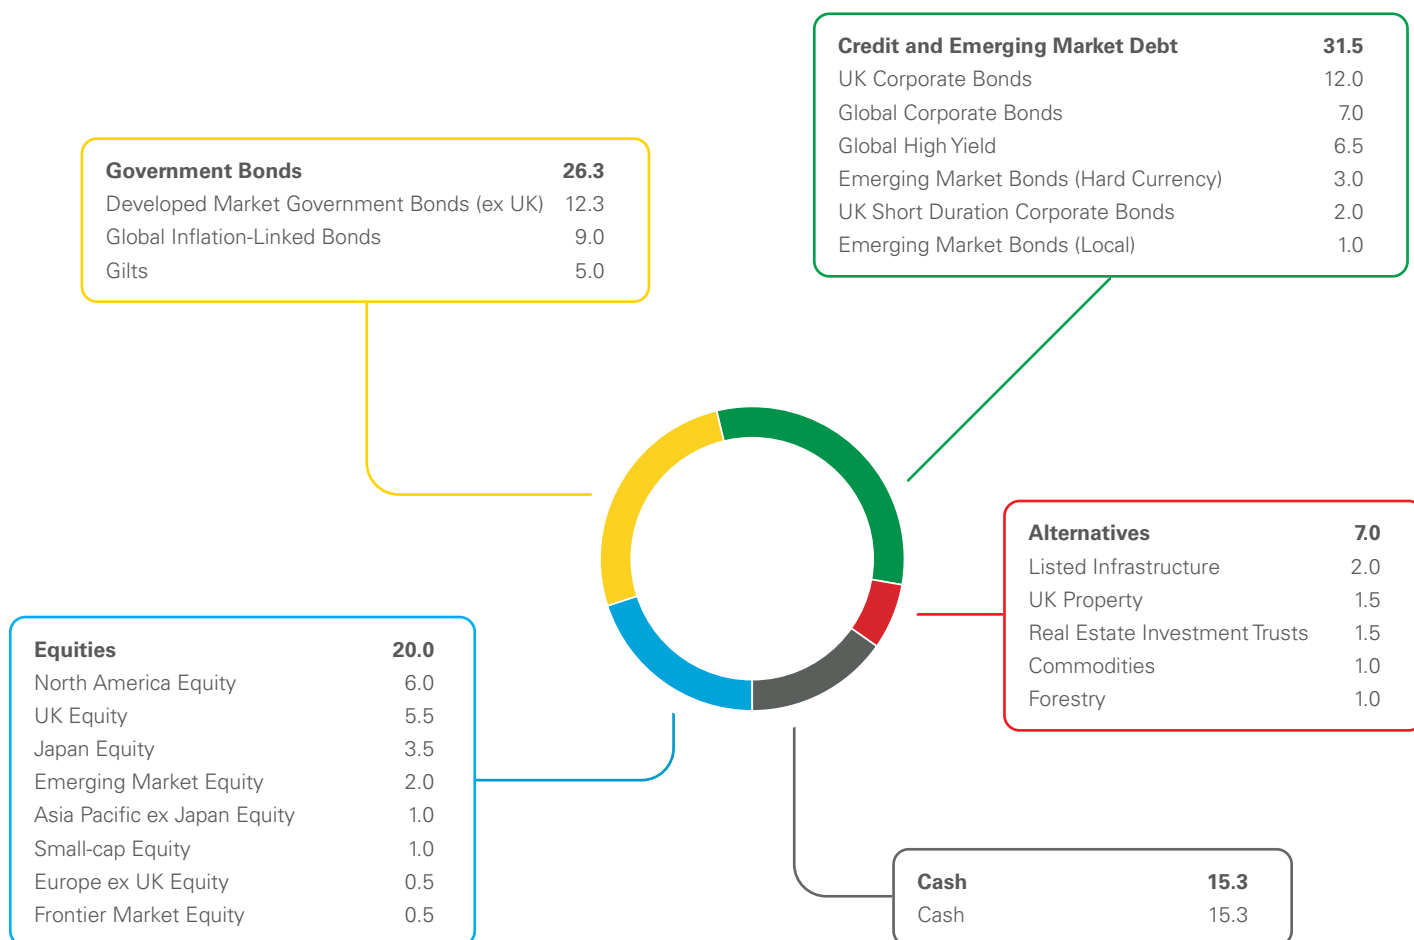 Credit and Emerging Market Debt 31.5
UK Corporate Bonds 12.0
Global Corporate Bonds 7.0
Global High Yield 6.5
Emerging Market Bonds (Hard Currency) 3.0
UK Short Duration Corporate Bonds 2.0
Emerging Market Bonds (Local) 1.0
Government Bonds 26.3
Developed Market Government Bonds (ex UK) 12.3
Global Inflation-Linked Bonds 9.0
Gilts 5.0
Alternatives 7.0
Listed Infrastructure 2.0
UK Property 1.5
Real Estate Investment Trusts 1.5
Commodities 1.0
Forestry 1.0
Equities 20.0
North America Equity 6.0
UK Equity 5.5
Japan Equity 3.5
Emerging Market Equity 2.0
Asia Pacific ex Japan Equity 1.0
Small-cap Equity 1.0
Europe ex UK Equity 0.5
Frontier Market Equity 0.5
Cash 15.3
Cash 15.3